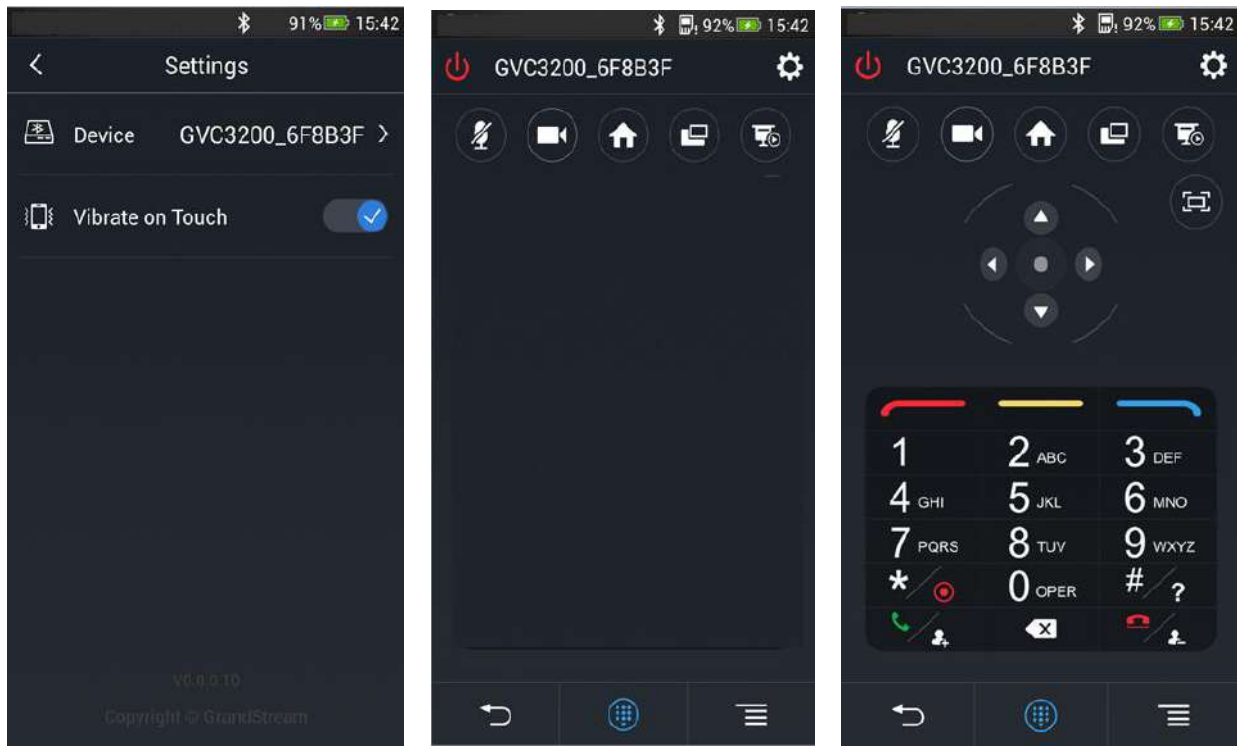 91% 15:42
Settings
Device GVC3200_6F8B3F
Vibrate on Touch
V0.0.0.10
Copyright © GrandStream
92% 15:42
GVC3200_6F8B3F
92% 15:42
GVC3200_6F8B3F
1 2 ABC 3 DEF
4 GHI 5 JKL 6 MNO
7 PQRS 8 TUV 9 WXYZ
* 0 OPER # ?